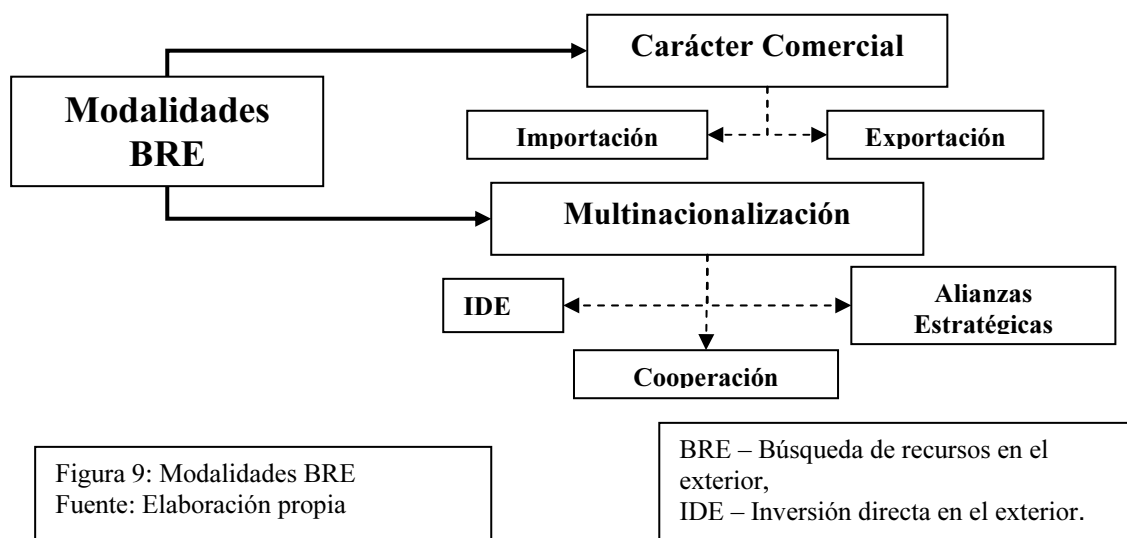 Carácter Comercial
Modalidades
BRE
Importación
Exportación
Multinacionalización
IDE
Alianzas
Estratégicas
Cooperación
Figura 9: Modalidades BRE
Fuente: Elaboración propia
BRE – Búsqueda de recursos en el
exterior,
IDE – Inversión directa en el exterior.